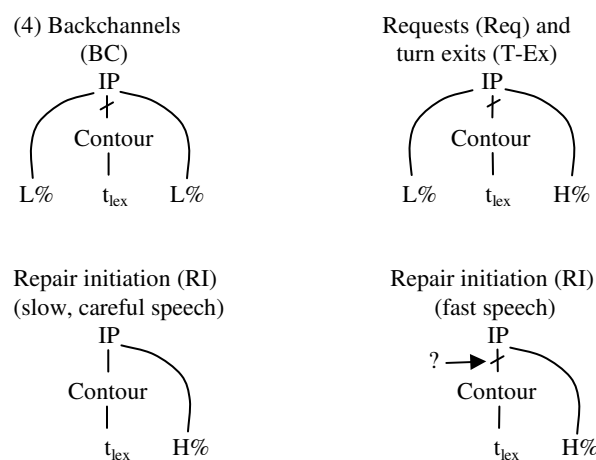 (4) Backchannels
(BC)
IP
Contour
L% t_lex L%
Requests (Req) and
turn exits (T-Ex)
IP
Contour
L% t_lex H%
Repair initiation (RI)
(slow, careful speech)
IP
Contour
t_lex H%
Repair initiation (RI)
(fast speech)
IP
?
Contour
t_lex H%